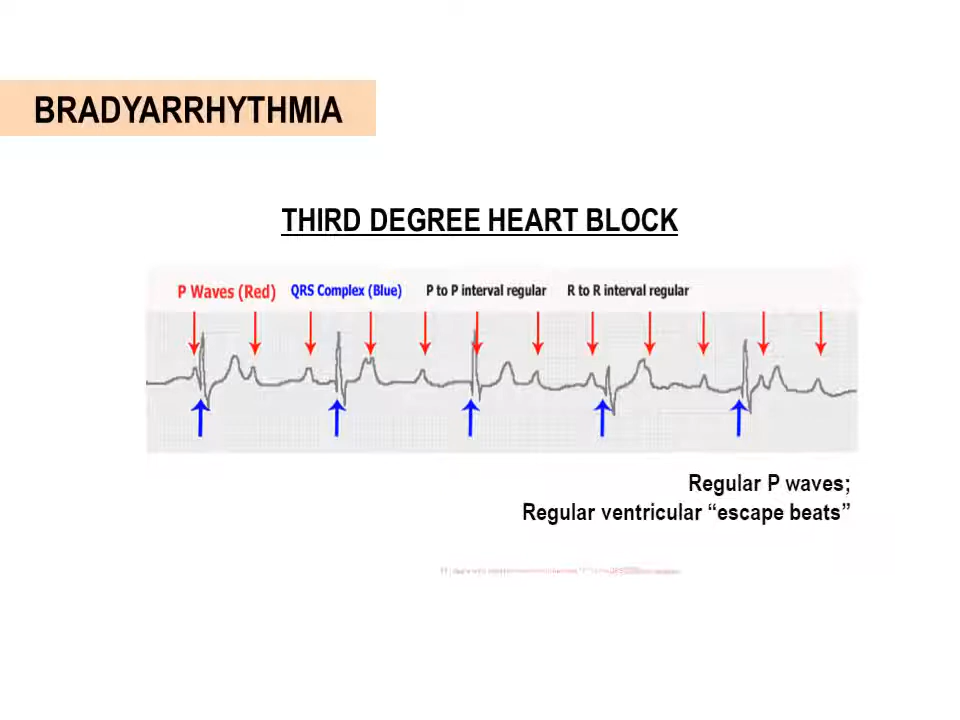 BRADYARRHYTHMIA
THIRD DEGREE HEART BLOCK
P Waves (Red) QRS Complex (Blue) P to P interval regular R to R interval regular
Regular P waves;
Regular ventricular “escape beats”